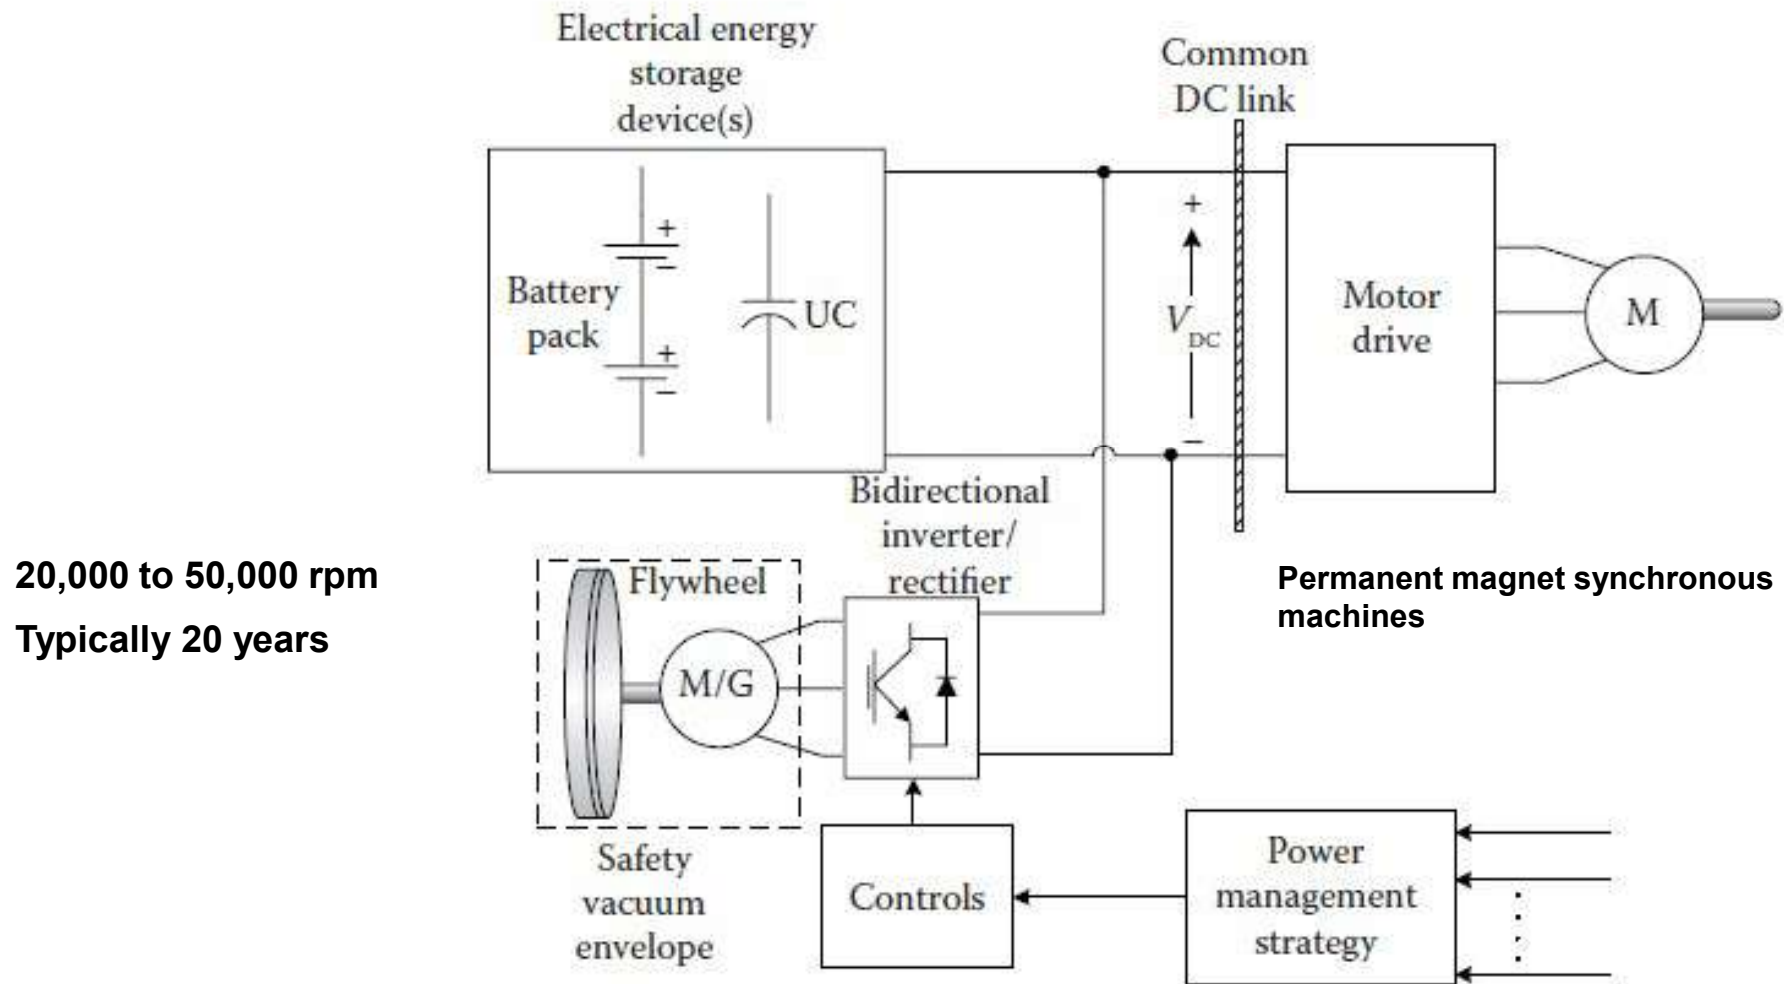 Electrical energy
storage
device(s)
Common
DC link
+
−
+
−
Battery
pack
UC
+
V
DC
−
Motor
drive
M
Bidirectional
inverter/
rectifier
20,000 to 50,000 rpm
Typically 20 years
Flywheel
M/G
Permanent magnet synchronous
machines
Safety
vacuum
envelope
Controls
Power
management
strategy